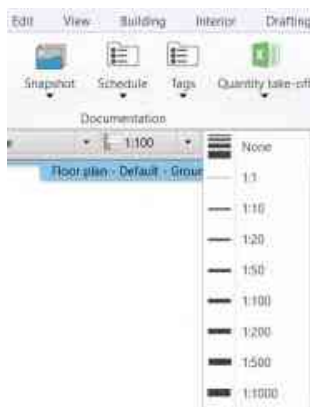 Edit View Building Interior Drafting
Snapshot Schedule Tags Quantity take-off
Documentation
1:100
Floor plan - Default - Groun
None
1:1
1:10
1:20
1:50
1:100
1:200
1:500
1:1000